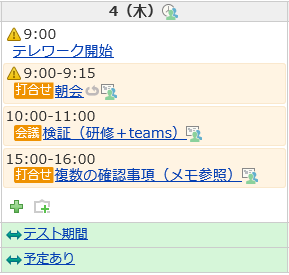 4（木）
9:00
テレワーク開始
9:00-9:15
打合せ 朝会
10:00-11:00
会議 検証（研修＋teams）
15:00-16:00
打合せ 複数の確認事項（メモ参照）
テスト期間
予定あり